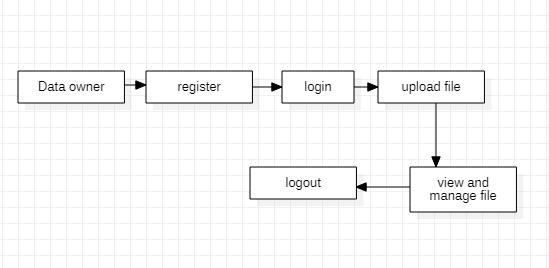 Data owner
register
login
upload file
view and
manage file
logout